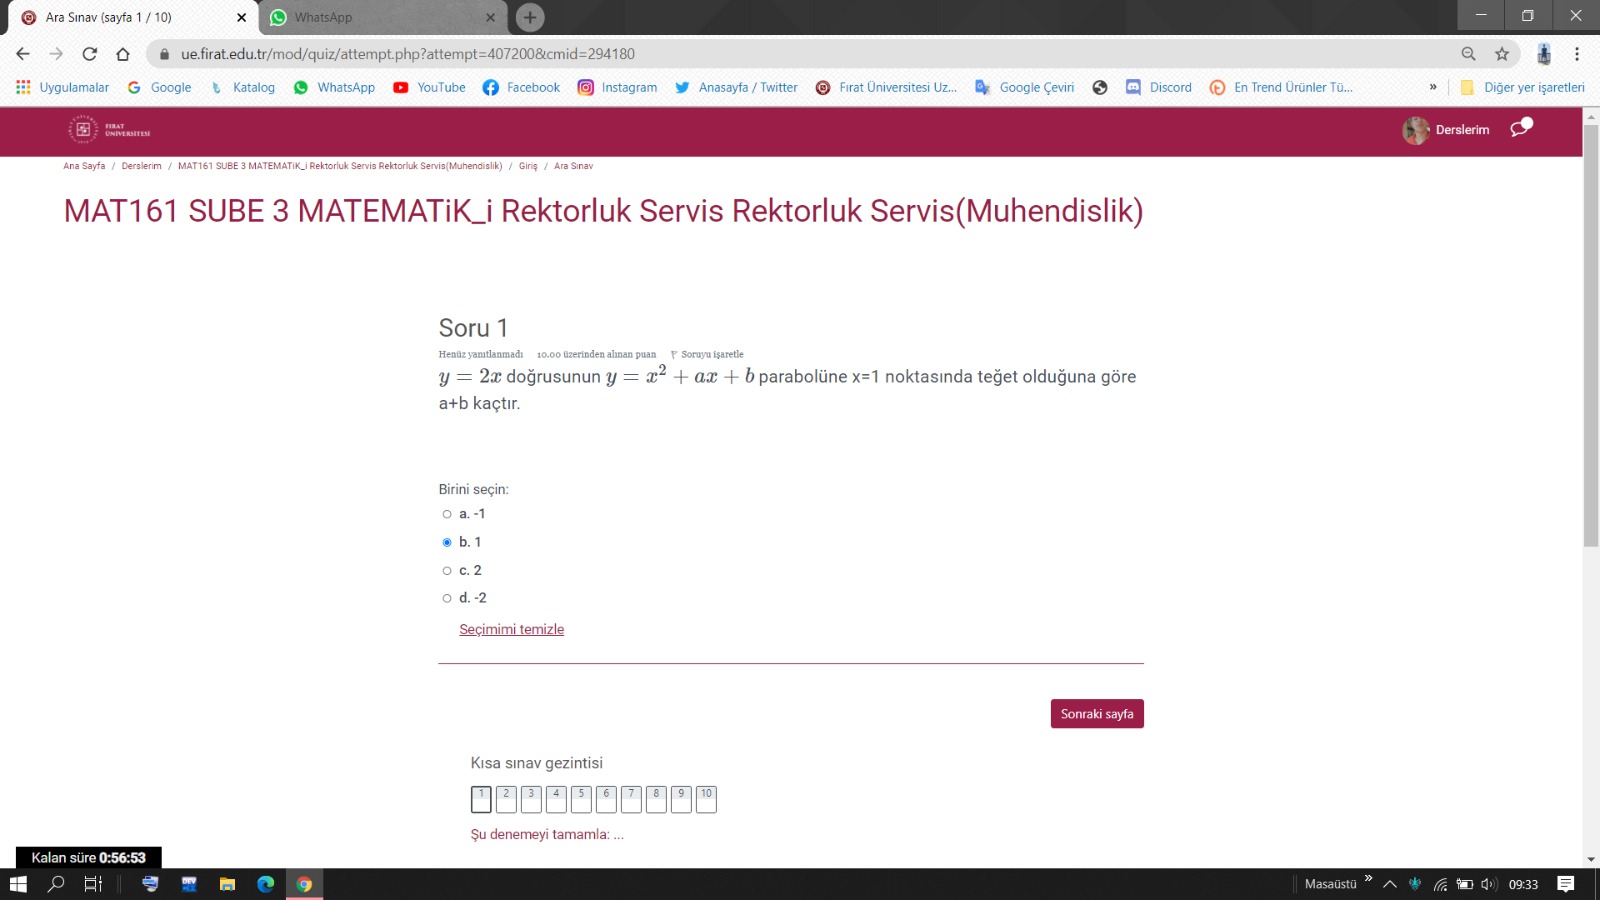 Ara Sınav (sayfa 1 / 10)
WhatsApp
ue.firat.edu.tr/mod/quiz/attempt.php?attempt=407200&cmid=294180
Uygulamalar Google Katalog WhatsApp YouTube Facebook Instagram Anasayfa / Twitter Fırat Üniversitesi Uz... Google Çeviri Discord En Trend Ürünler Tü... » Diğer yer işaretleri
FIRAT
ÜNİVERSİTESİ
Derslerim
Ana Sayfa / Derslerim / MAT161 SUBE 3 MATEMATiK_i Rektorluk Servis Rektorluk Servis(Muhendislik) / Giriş / Ara Sınav
MAT161 SUBE 3 MATEMATiK_i Rektorluk Servis Rektorluk Servis(Muhendislik)
Soru 1
Henüz yanıtlanmadı 10.00 üzerinden alınan puan Soruyu işaretle
y = 2x doğrusunun y = x² + ax + b parabolüne x=1 noktasında teğet olduğuna göre
a+b kaçtır.
Birini seçin:
a. -1
b. 1
c. 2
d. -2
Seçimimi temizle
Sonraki sayfa
Kısa sınav gezintisi
1 2 3 4 5 6 7 8 9 10
Şu denemeyi tamamla: ...
Kalan süre 0:56:53
DEV
Masaüstü » 09:33